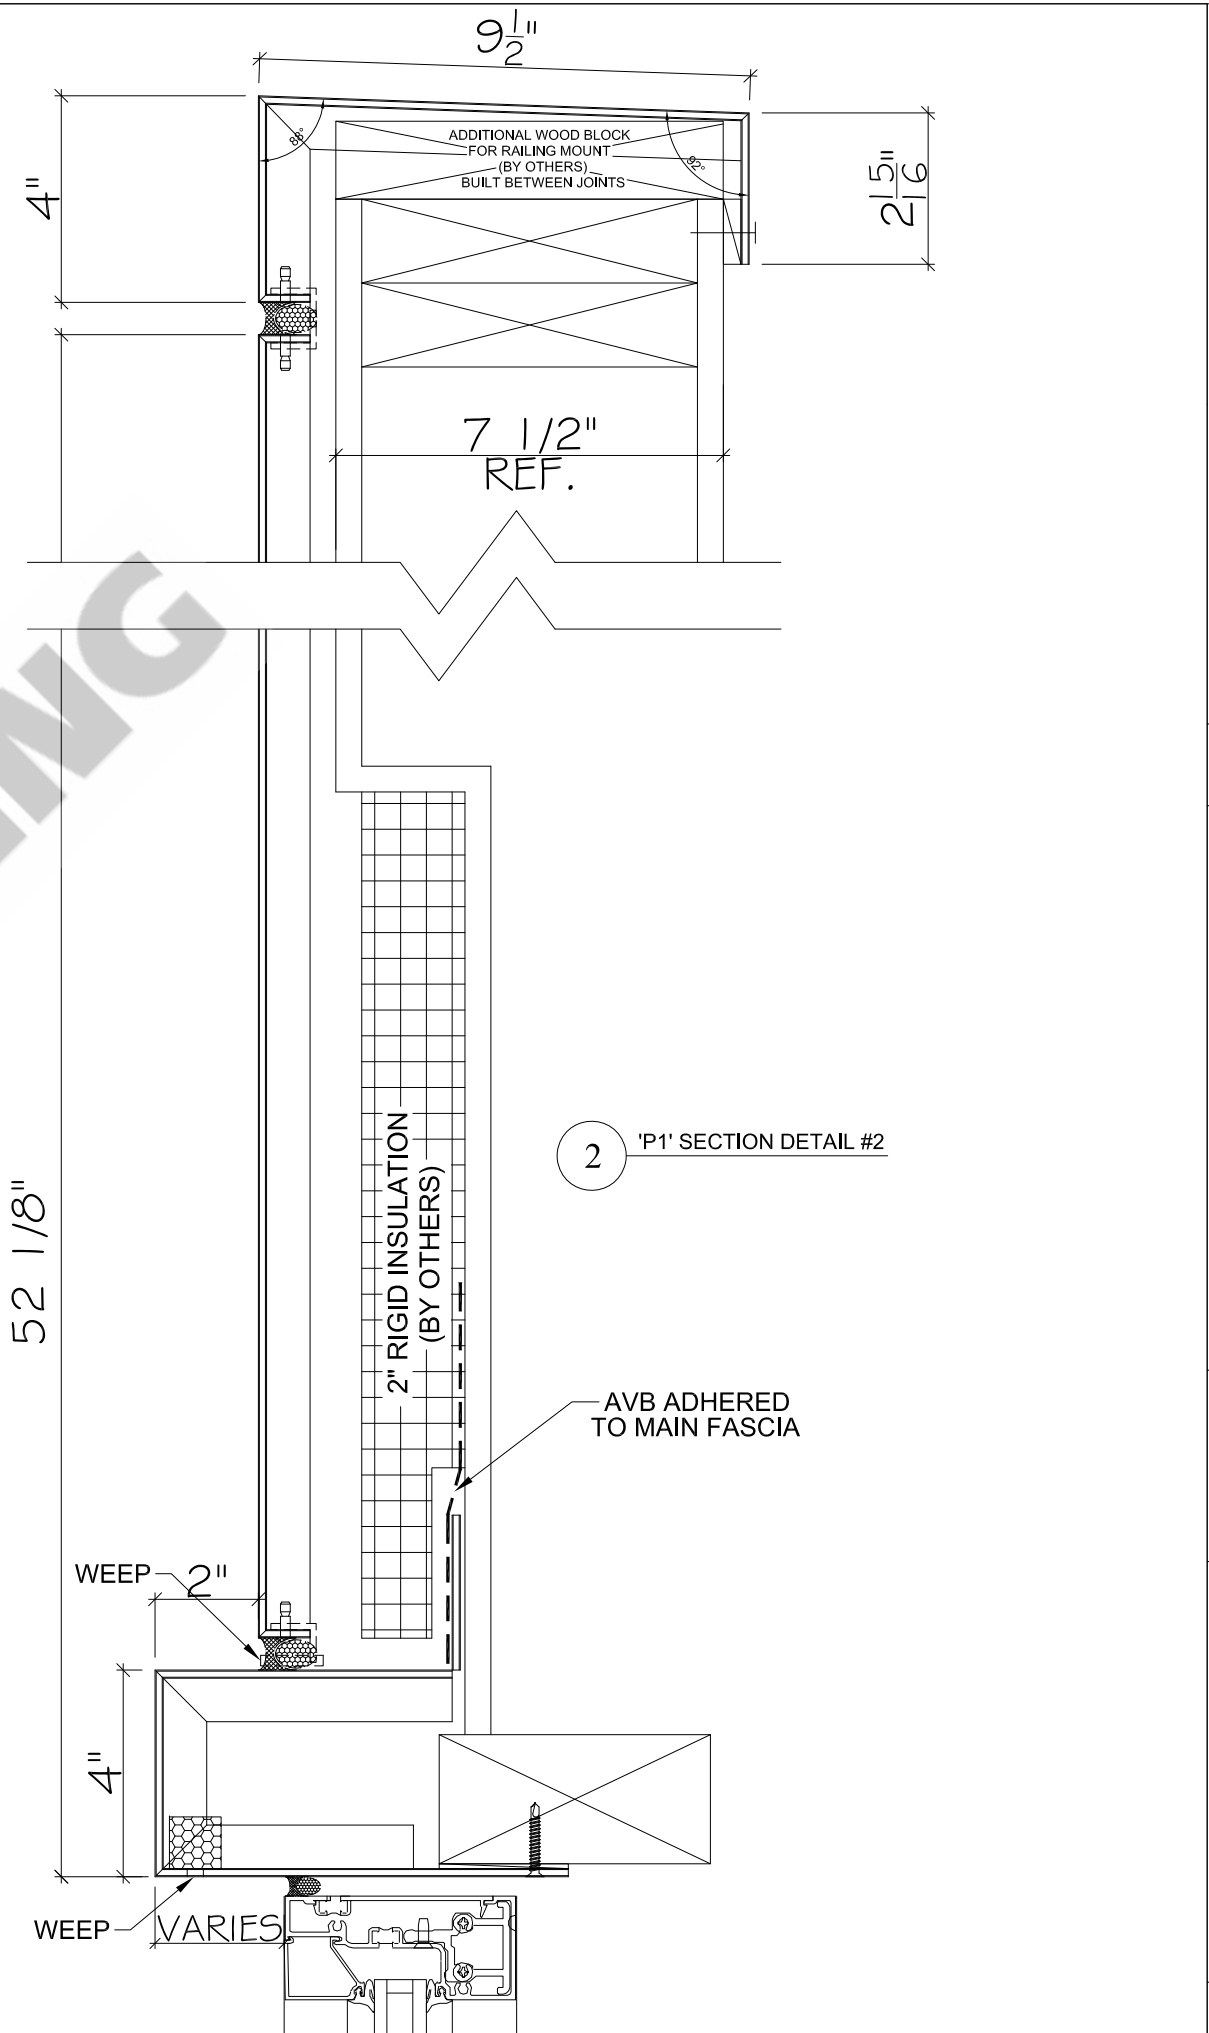 9 1/2"
4"
88°
ADDITIONAL WOOD BLOCK
FOR RAILING MOUNT
(BY OTHERS)
BUILT BETWEEN JOINTS
92°
2 15/16"
7 1/2"
REF.
ING
2" RIGID INSULATION
(BY OTHERS)
2
'P1' SECTION DETAIL #2
52 1/8"
AVB ADHERED
TO MAIN FASCIA
WEEP
2"
4"
WEEP
VARIES